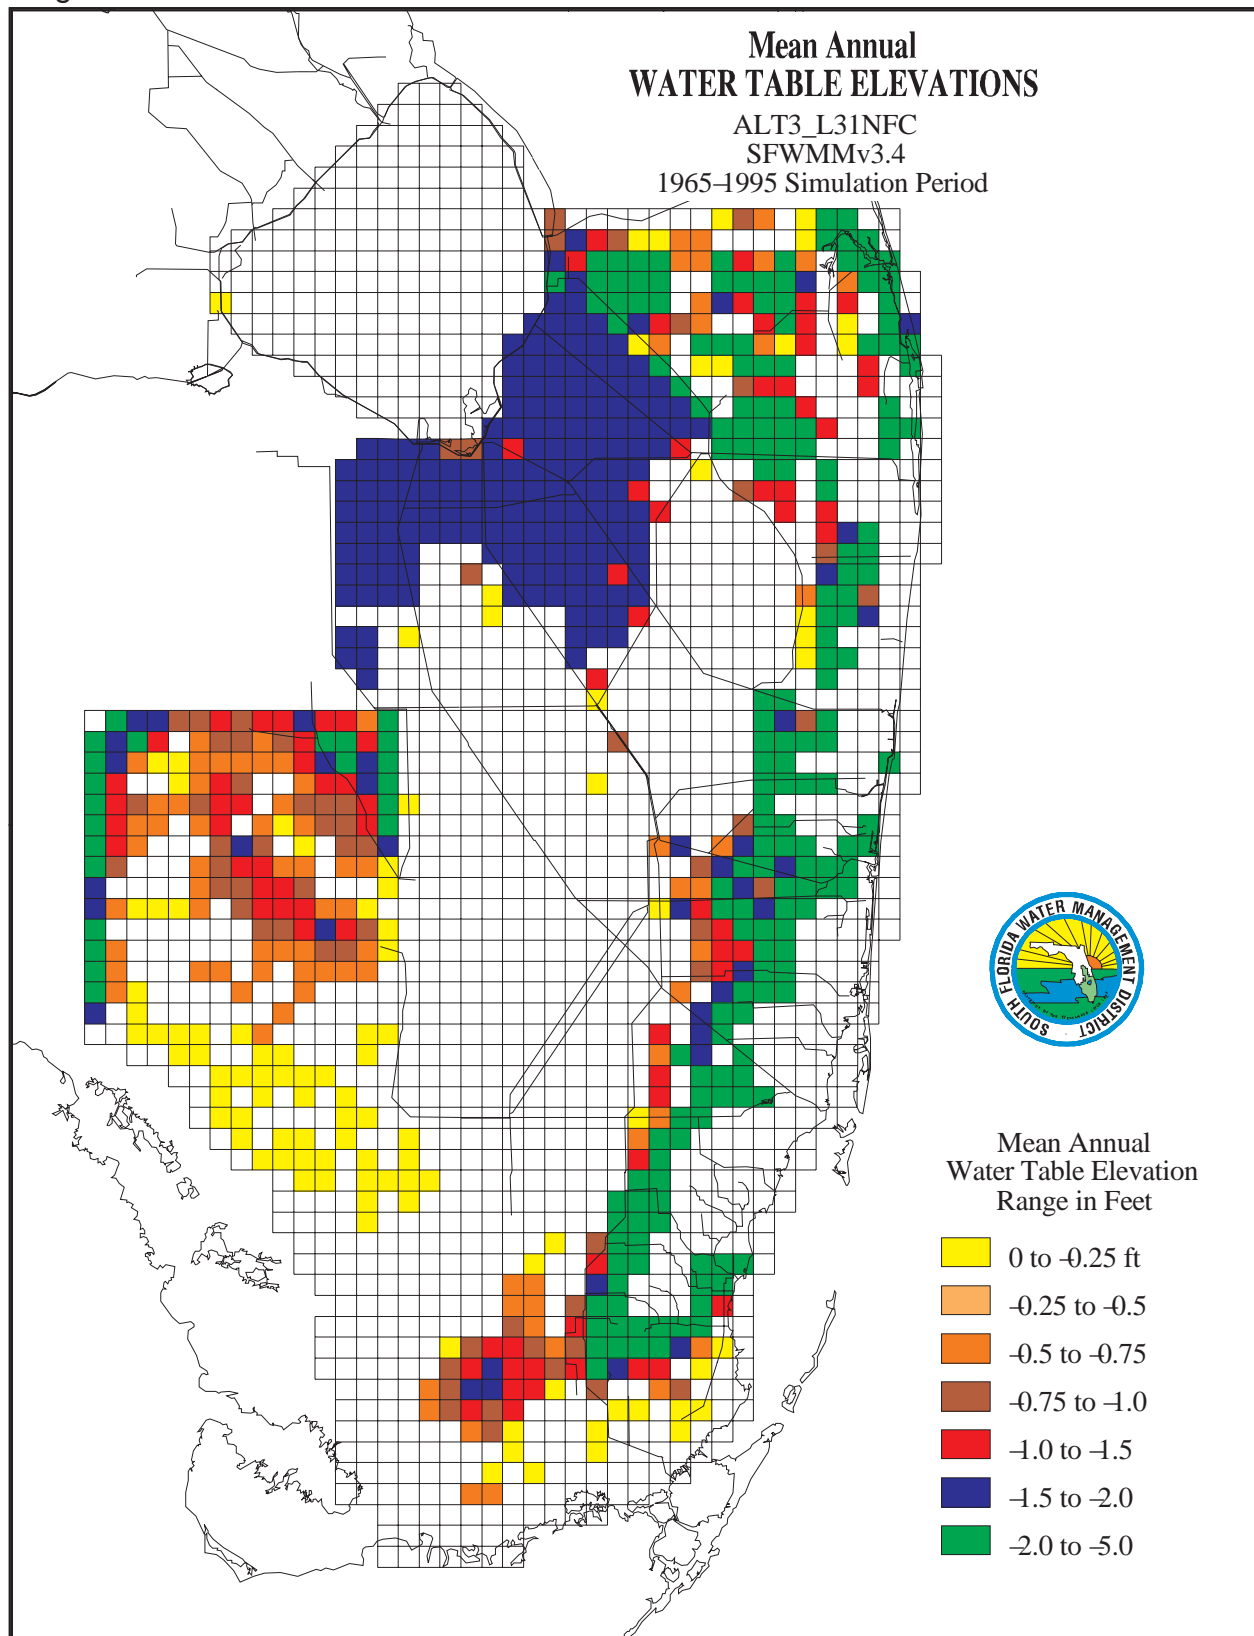 Mean Annual
WATER TABLE ELEVATIONS
ALT3_L31NFC
SFWMMv3.4
1965–1995 Simulation Period
SOUTH FLORIDA WATER MANAGEMENT DISTRICT
Mean Annual
Water Table Elevation
Range in Feet
0 to –0.25 ft
–0.25 to –0.5
–0.5 to –0.75
–0.75 to –1.0
–1.0 to –1.5
–1.5 to –2.0
–2.0 to –5.0